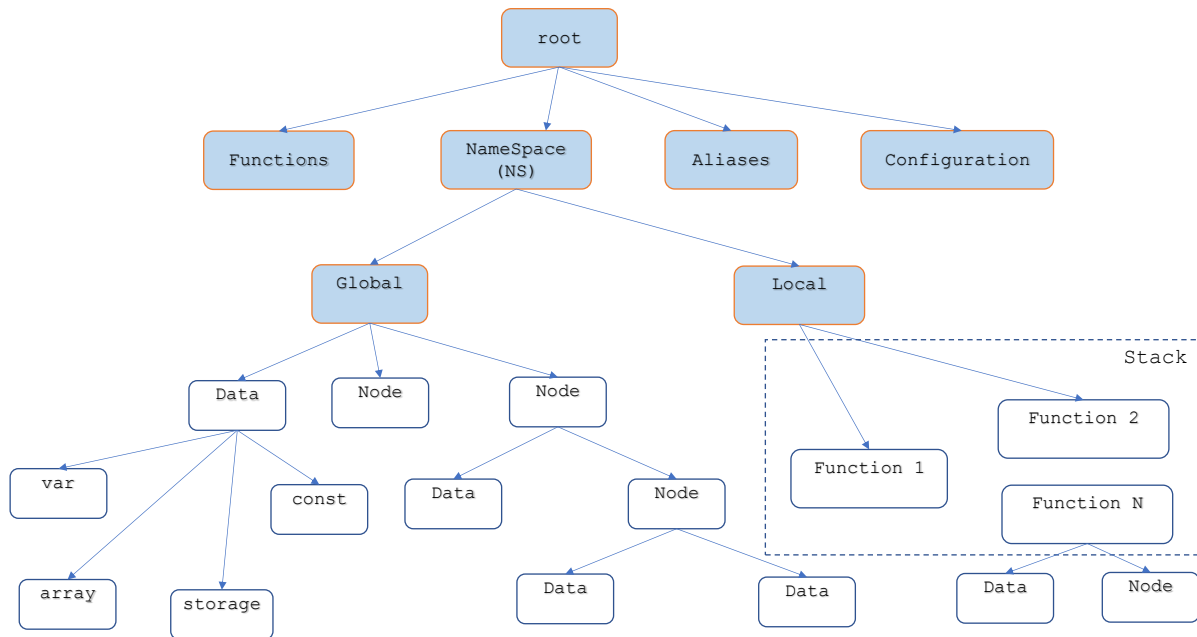 root
Functions
NameSpace
(NS)
Aliases
Configuration
Global
Local
Stack
Data
Node
Node
Function 2
Function 1
var
const
Data
Node
Function N
array
storage
Data
Data
Data
Node